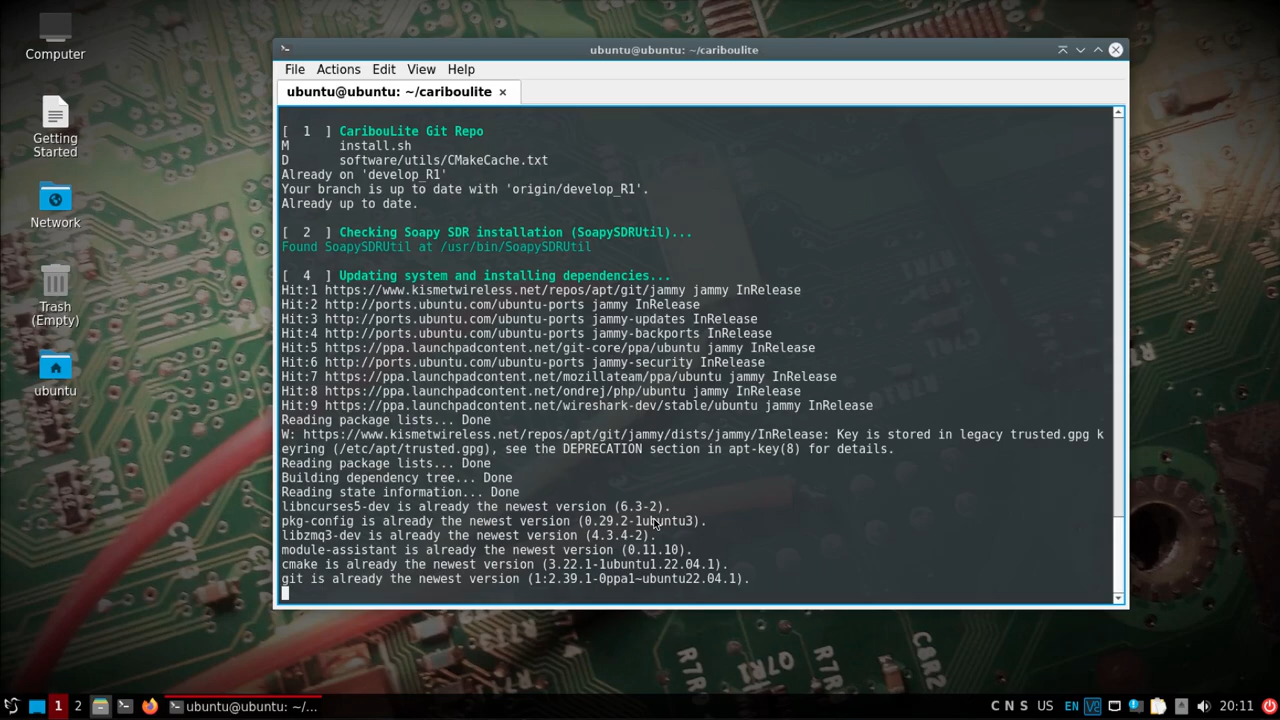 Computer
Getting
Started
Network
Trash
(Empty)
ubuntu
ubuntu@ubuntu: ~/cariboulite
File Actions Edit View Help
ubuntu@ubuntu: ~/cariboulite ×
[  1  ] CaribouLite Git Repo
M       install.sh
D       software/utils/CMakeCache.txt
Already on 'develop_R1'
Your branch is up to date with 'origin/develop_R1'.
Already up to date.
[  2  ] Checking Soapy SDR installation (SoapySDRUtil)...
Found SoapySDRUtil at /usr/bin/SoapySDRUtil
[  4  ] Updating system and installing dependencies...
Hit:1 https://www.kismetwireless.net/repos/apt/git/jammy jammy InRelease
Hit:2 http://ports.ubuntu.com/ubuntu-ports jammy InRelease
Hit:3 http://ports.ubuntu.com/ubuntu-ports jammy-updates InRelease
Hit:4 http://ports.ubuntu.com/ubuntu-ports jammy-backports InRelease
Hit:5 https://ppa.launchpadcontent.net/git-core/ppa/ubuntu jammy InRelease
Hit:6 http://ports.ubuntu.com/ubuntu-ports jammy-security InRelease
Hit:7 https://ppa.launchpadcontent.net/mozillateam/ppa/ubuntu jammy InRelease
Hit:8 https://ppa.launchpadcontent.net/ondrej/php/ubuntu jammy InRelease
Hit:9 https://ppa.launchpadcontent.net/wireshark-dev/stable/ubuntu jammy InRelease
Reading package lists... Done
W: https://www.kismetwireless.net/repos/apt/git/jammy/dists/jammy/InRelease: Key is stored in legacy trusted.gpg k
eyring (/etc/apt/trusted.gpg), see the DEPRECATION section in apt-key(8) for details.
Reading package lists... Done
Building dependency tree... Done
Reading state information... Done
libncurses5-dev is already the newest version (6.3-2).
pkg-config is already the newest version (0.29.2-1ubuntu3).
libzmq3-dev is already the newest version (4.3.4-2).
module-assistant is already the newest version (0.11.10).
cmake is already the newest version (3.22.1-1ubuntu1.22.04.1).
git is already the newest version (1:2.39.1-0ppa1~ubuntu22.04.1).
1 2 ubuntu@ubuntu: ~/... C N S US EN 20:11